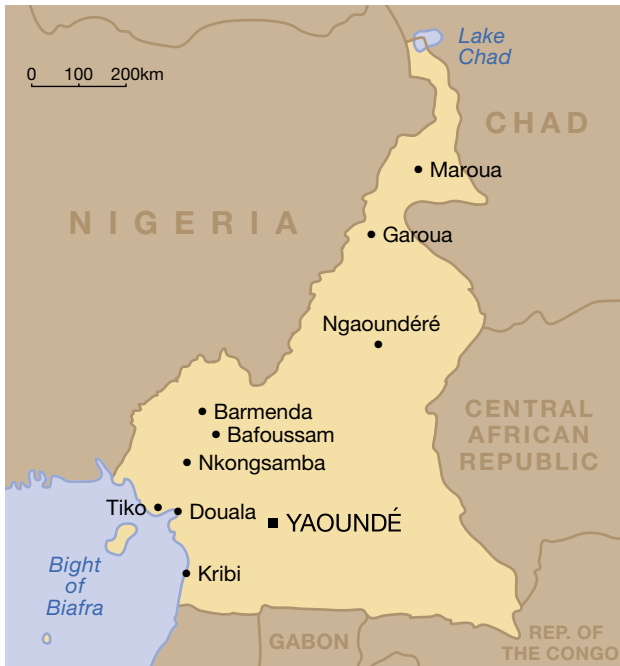 Lake
Chad
0 100 200km
CHAD
Maroua
NIGERIA
Garoua
Ngaoundéré
Barmenda
Bafoussam
Nkongsamba
CENTRAL
AFRICAN
REPUBLIC
Tiko
Douala
YAOUNDÉ
Bight
of
Biafra
Kribi
GABON
REP. OF
THE CONGO